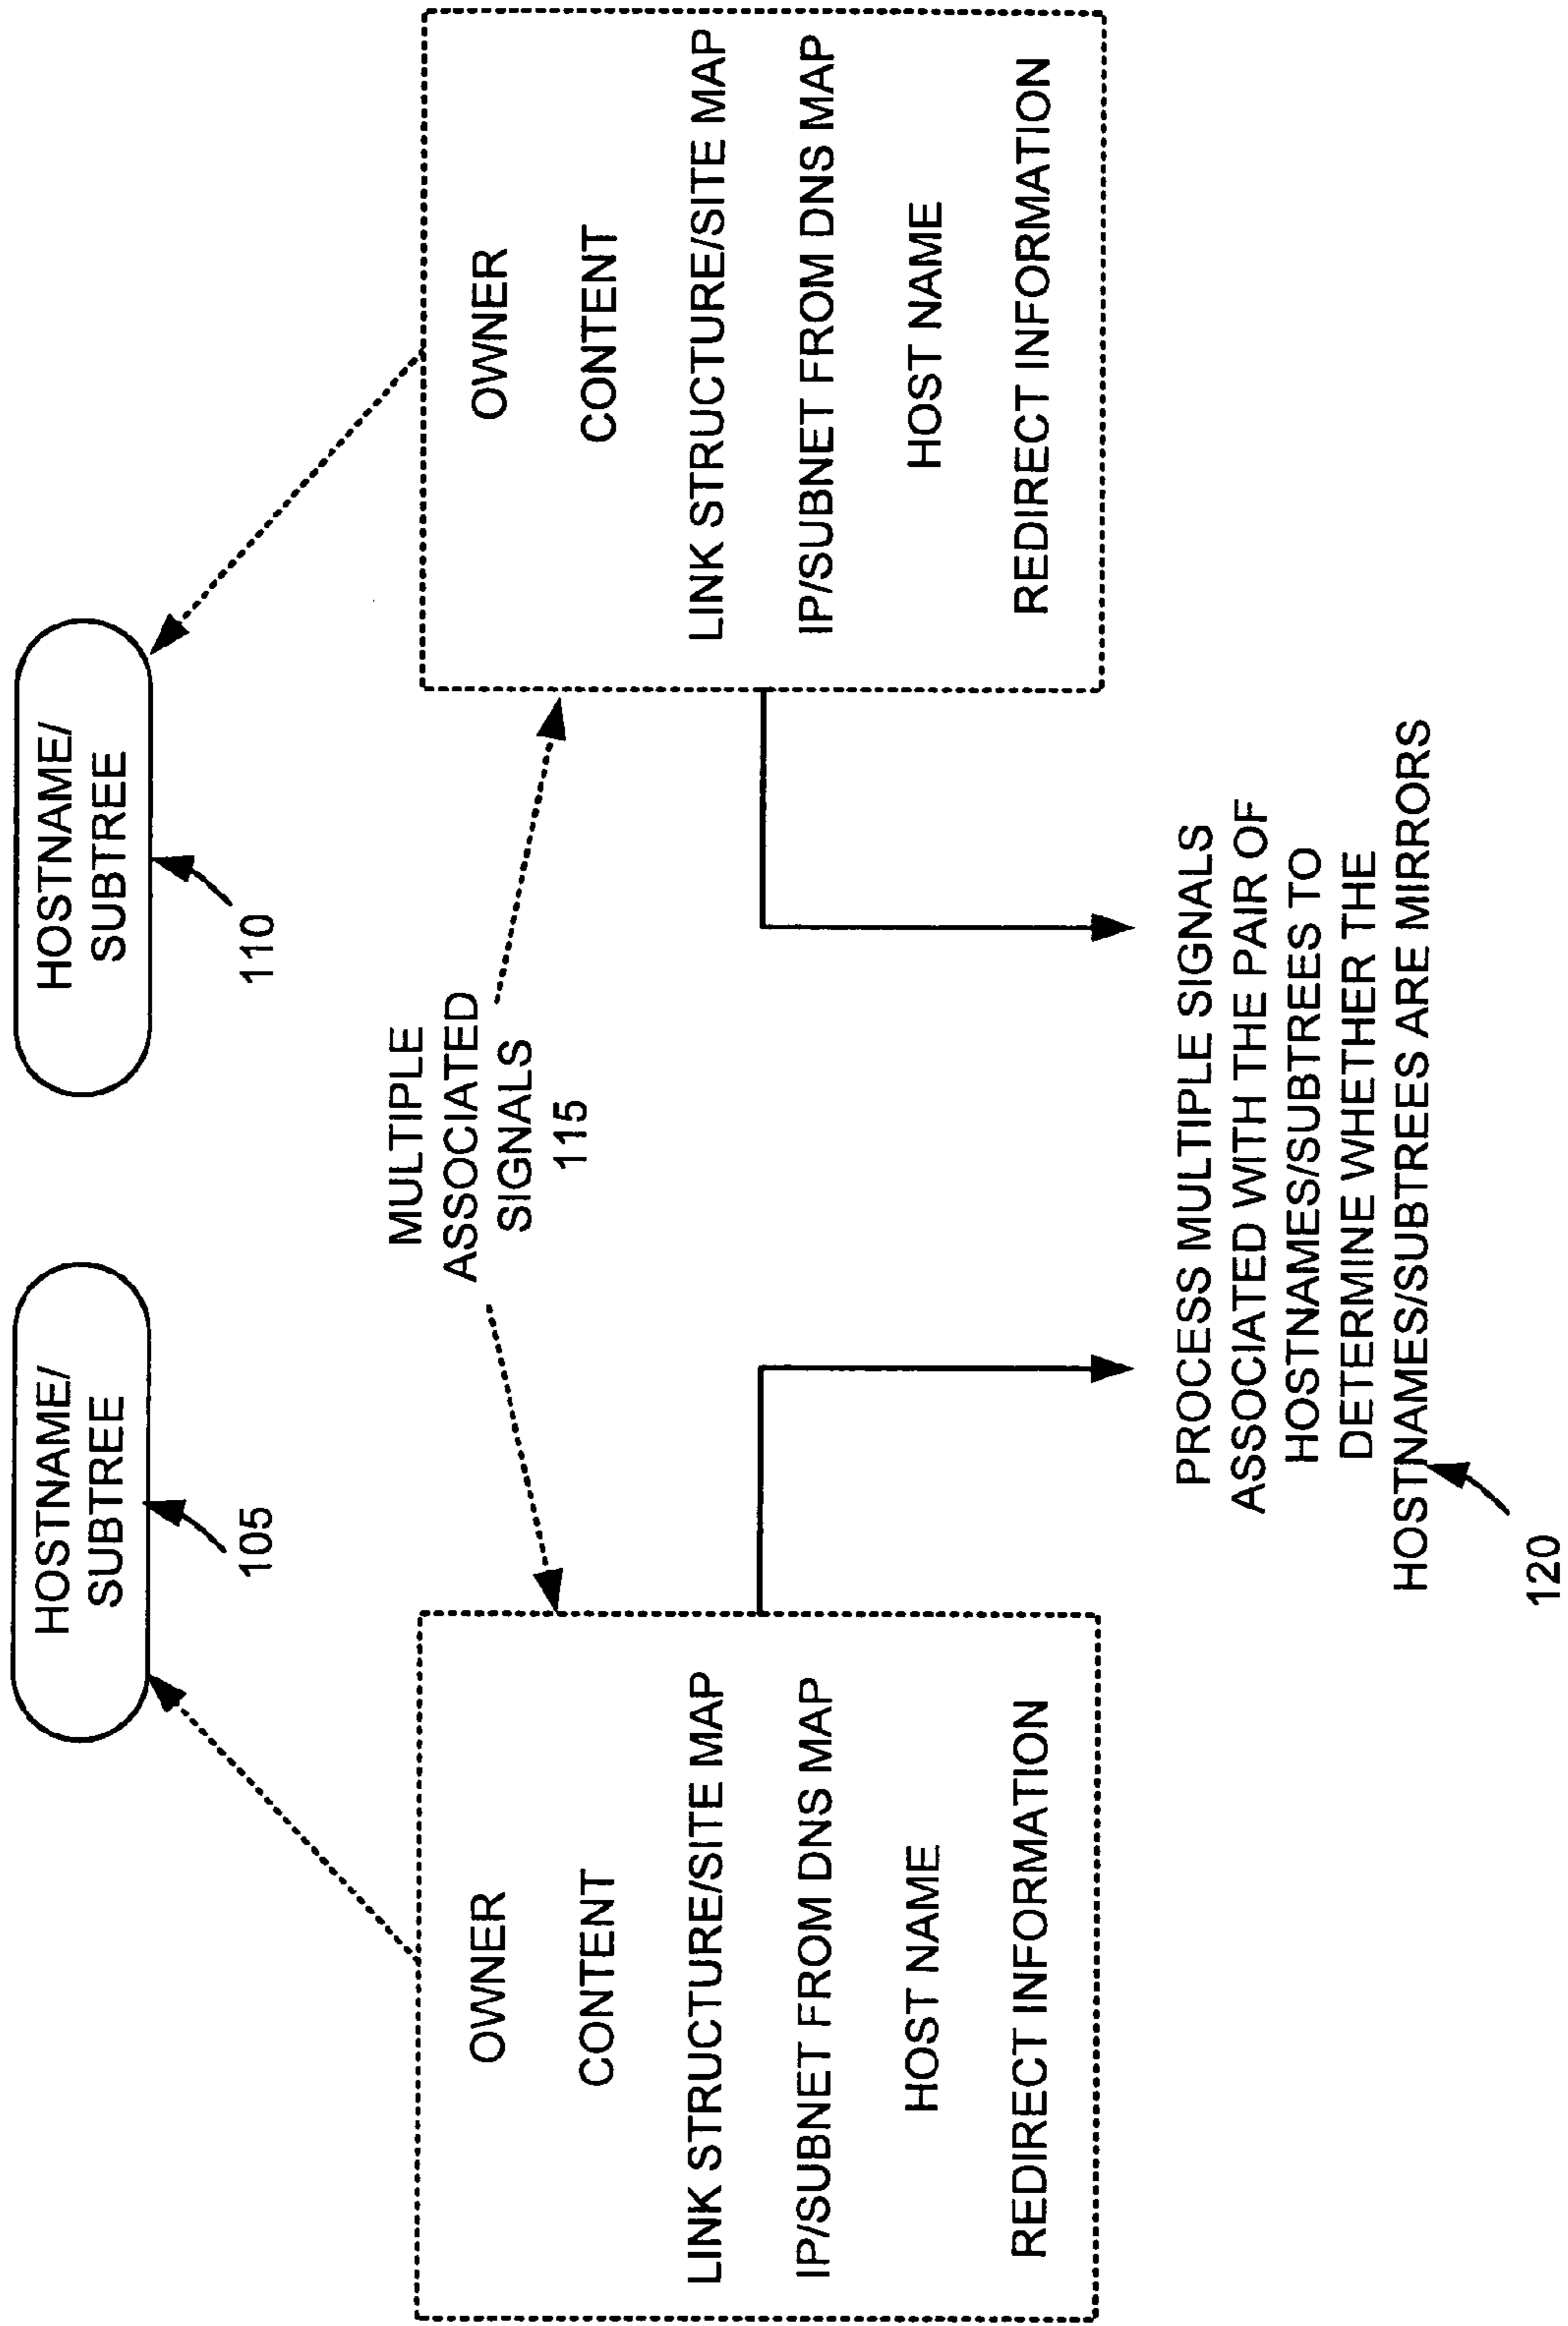 HOSTNAME/
SUBTREE
105
HOSTNAME/
SUBTREE
110
MULTIPLE
ASSOCIATED
SIGNALS
115
OWNER
CONTENT
LINK STRUCTURE/SITE MAP
IP/SUBNET FROM DNS MAP
HOST NAME
REDIRECT INFORMATION
OWNER
CONTENT
LINK STRUCTURE/SITE MAP
IP/SUBNET FROM DNS MAP
HOST NAME
REDIRECT INFORMATION
PROCESS MULTIPLE SIGNALS
ASSOCIATED WITH THE PAIR OF
HOSTNAMES/SUBTREES TO
DETERMINE WHETHER THE
HOSTNAMES/SUBTREES ARE MIRRORS
120